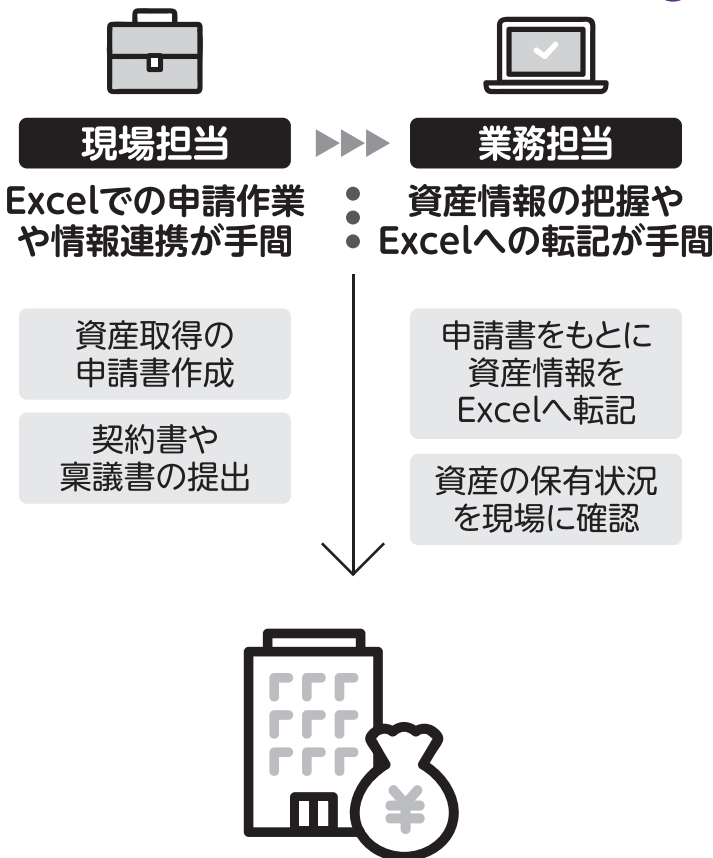 現場担当
Excelでの申請作業
や情報連携が手間
資産取得の
申請書作成
契約書や
稟議書の提出
業務担当
資産情報の把握や
Excelへの転記が手間
申請書をもとに
資産情報を
Excelへ転記
資産の保有状況
を現場に確認
¥